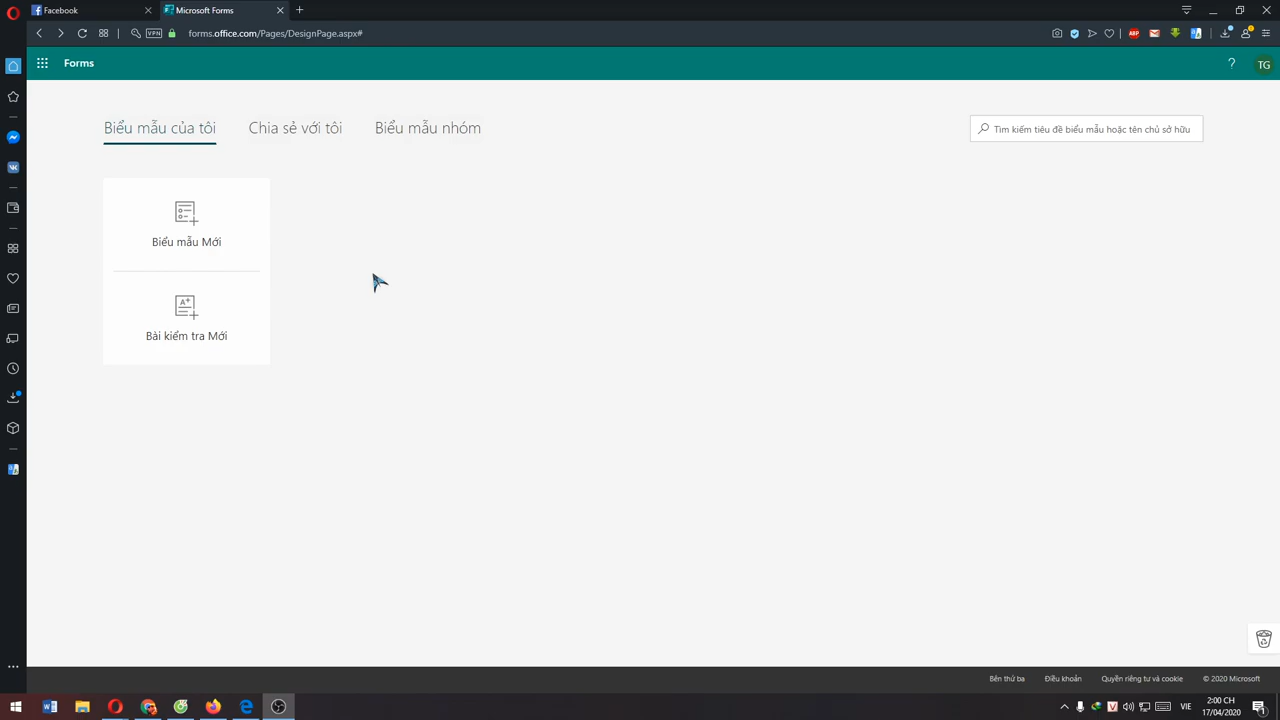 Facebook
Microsoft Forms
VPN
forms.office.com/Pages/DesignPage.aspx#
ABP
Forms
?
TG
Biểu mẫu của tôi
Chia sẻ với tôi
Biểu mẫu nhóm
Tìm kiếm tiêu đề biểu mẫu hoặc tên chủ sở hữu
Biểu mẫu Mới
Bài kiểm tra Mới
Bên thứ ba
Điều khoản
Quyền riêng tư và cookie
© 2020 Microsoft
VIE
2:00 CH
17/04/2020